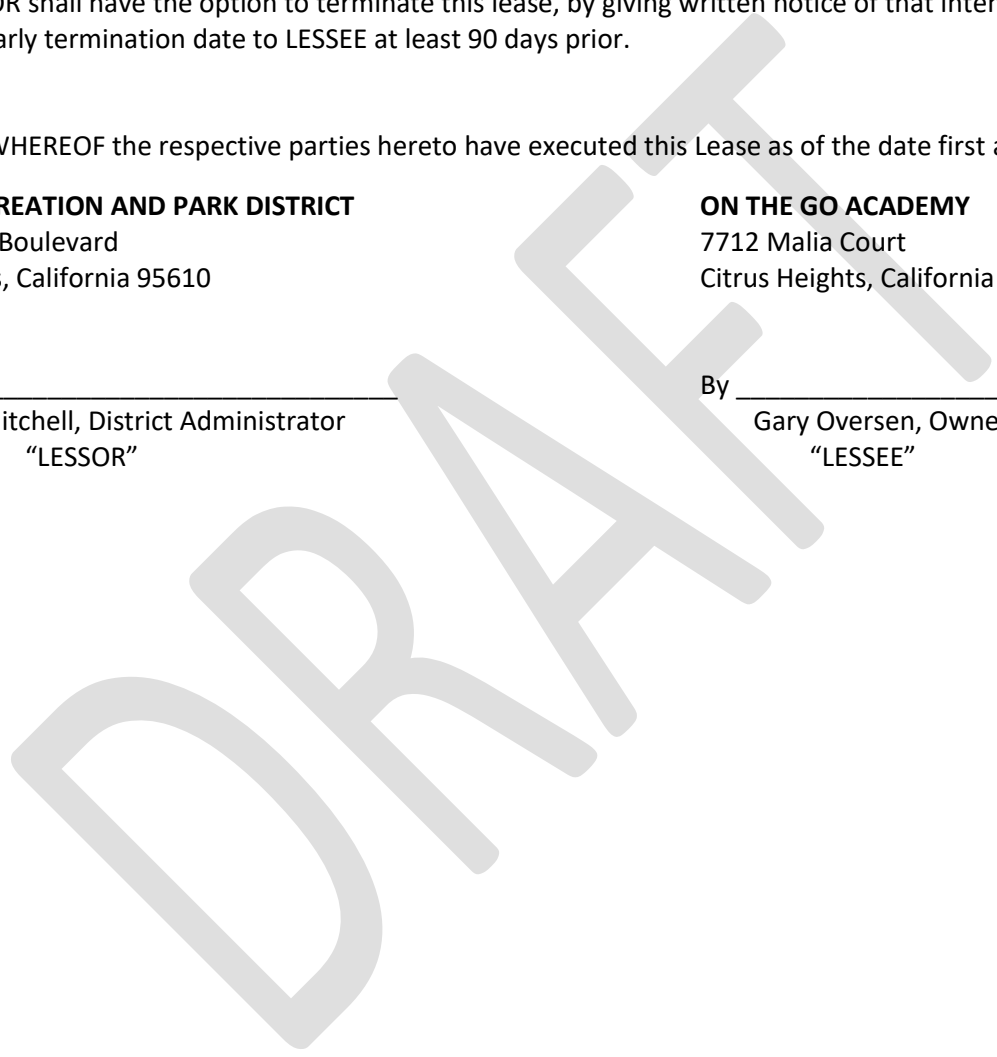 OR shall have the option to terminate this lease, by giving written notice of that inten
arly termination date to LESSEE at least 90 days prior.
WHEREOF the respective parties hereto have executed this Lease as of the date first a
REATION AND PARK DISTRICT
Boulevard
s, California 95610
ON THE GO ACADEMY
7712 Malia Court
Citrus Heights, California
By ____________________
itchell, District Administrator
"LESSOR"
Gary Oversen, Owne
"LESSEE"
DRAFT